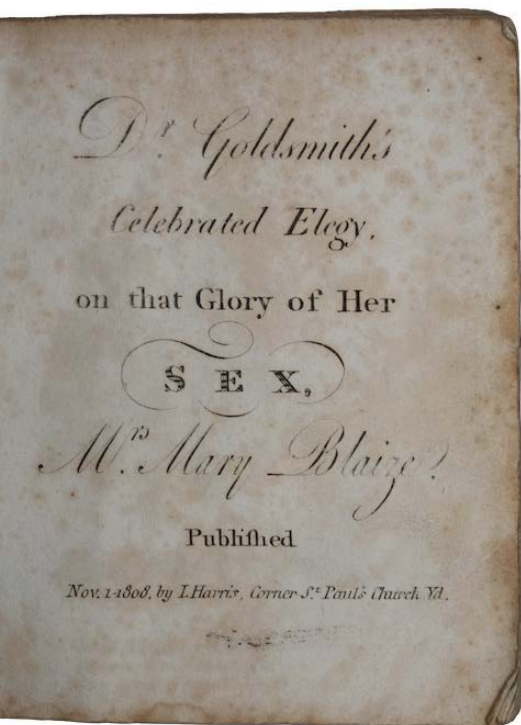 Dr. Goldsmith's
Celebrated Elegy,
on that Glory of Her
SEX,
Mrs. Mary Blaize.
Publiſhed
Nov. 1-1808, by I. Harris, Corner St. Paul's Church Yd.